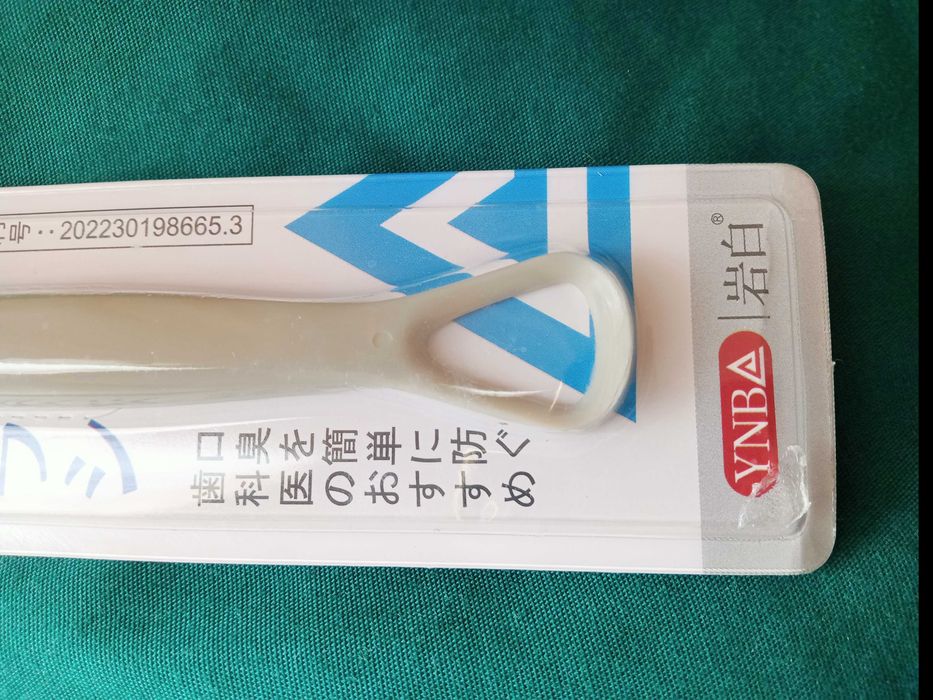 YNBA | 岩白®
口臭を簡単に防ぐ
歯科医のおすすめ
号：202230198665.3
シ